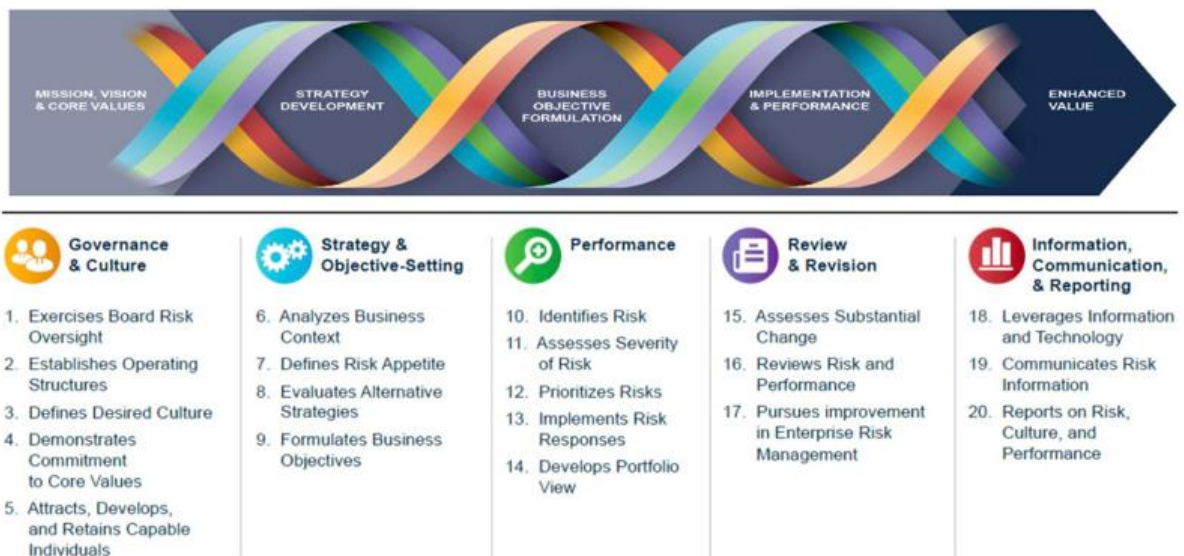 MISSION, VISION
& CORE VALUES
STRATEGY
DEVELOPMENT
BUSINESS
OBJECTIVE
FORMULATION
IMPLEMENTATION
& PERFORMANCE
ENHANCED
VALUE
Governance
& Culture
1. Exercises Board Risk
Oversight
2. Establishes Operating
Structures
3. Defines Desired Culture
4. Demonstrates
Commitment
to Core Values
5. Attracts, Develops,
and Retains Capable
Individuals
Strategy &
Objective-Setting
6. Analyzes Business
Context
7. Defines Risk Appetite
8. Evaluates Alternative
Strategies
9. Formulates Business
Objectives
Performance
10. Identifies Risk
11. Assesses Severity
of Risk
12. Prioritizes Risks
13. Implements Risk
Responses
14. Develops Portfolio
View
Review
& Revision
15. Assesses Substantial
Change
16. Reviews Risk and
Performance
17. Pursues improvement
in Enterprise Risk
Management
Information,
Communication,
& Reporting
18. Leverages Information
and Technology
19. Communicates Risk
Information
20. Reports on Risk,
Culture, and
Performance